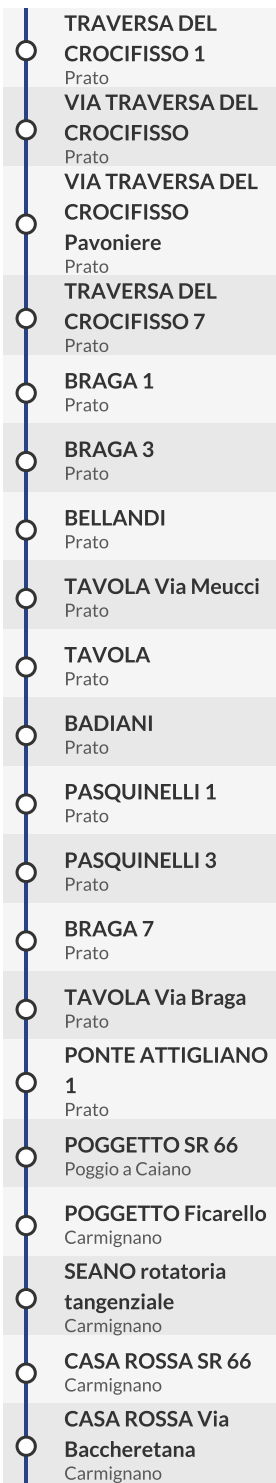 TRAVERSA DEL
CROCIFISSO 1
Prato
VIA TRAVERSA DEL
CROCIFISSO
Prato
VIA TRAVERSA DEL
CROCIFISSO
Pavoniere
Prato
TRAVERSA DEL
CROCIFISSO 7
Prato
BRAGA 1
Prato
BRAGA 3
Prato
BELLANDI
Prato
TAVOLA Via Meucci
Prato
TAVOLA
Prato
BADIANI
Prato
PASQUINELLI 1
Prato
PASQUINELLI 3
Prato
BRAGA 7
Prato
TAVOLA Via Braga
Prato
PONTE ATTIGLIANO
1
Prato
POGGETTO SR 66
Poggio a Caiano
POGGETTO Ficarello
Carmignano
SEANO rotatoria
tangenziale
Carmignano
CASA ROSSA SR 66
Carmignano
CASA ROSSA Via
Baccheretana
Carmignano